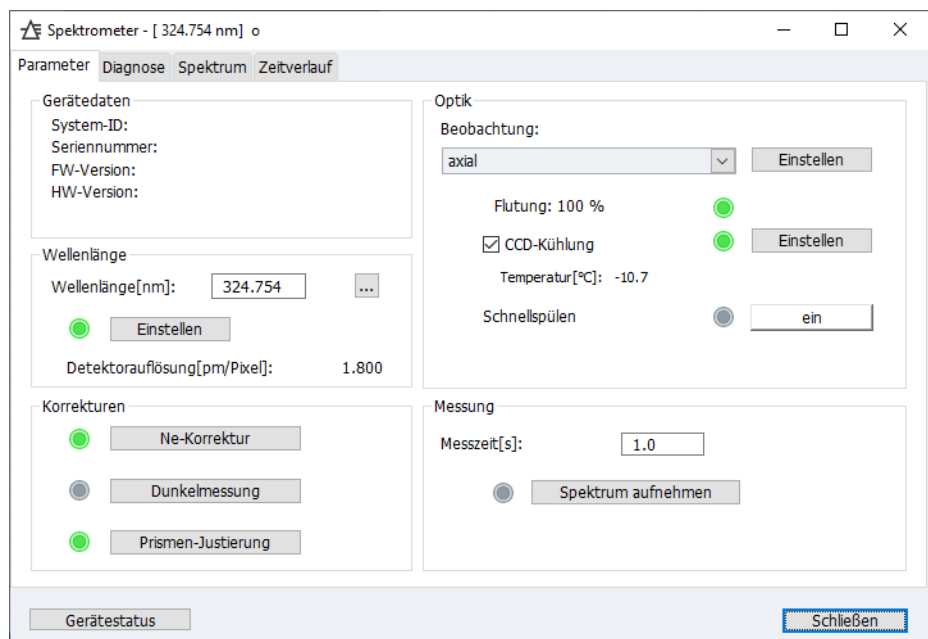 Spektrometer - [ 324.754 nm] o
Parameter Diagnose Spektrum Zeitverlauf
Gerätedaten
System-ID:
Seriennummer:
FW-Version:
HW-Version:
Wellenlänge
Wellenlänge[nm]: 324.754 ...
Einstellen
Detektorauflösung[pm/Pixel]: 1.800
Korrekturen
Ne-Korrektur
Dunkelmessung
Prismen-Justierung
Optik
Beobachtung:
axial Einstellen
Flutung: 100 %
CCD-Kühlung Einstellen
Temperatur[°C]: -10.7
Schnellspülen ein
Messung
Messzeit[s]: 1.0
Spektrum aufnehmen
Gerätestatus Schließen